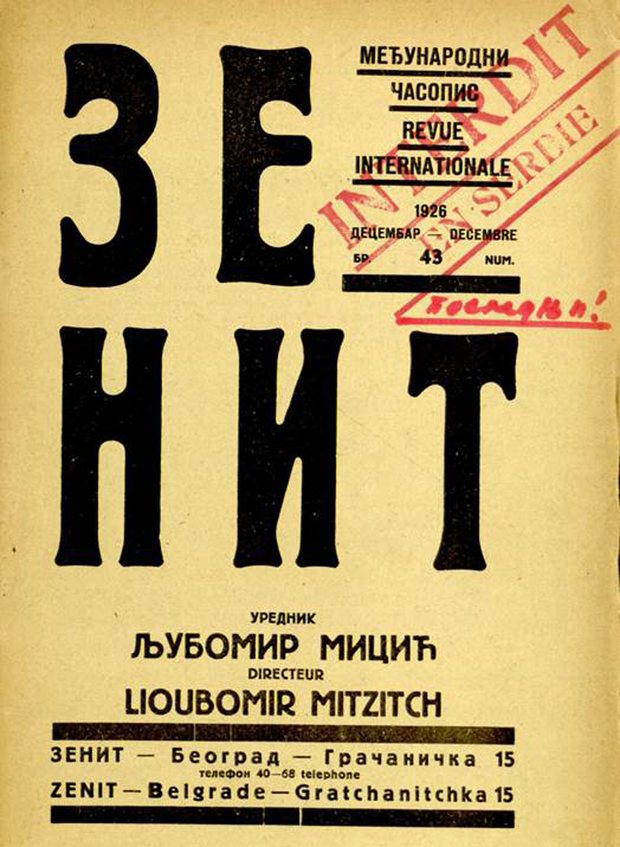 ЗЕ
НИТ
МЕЂУНАРОДНИ
ЧАСОПИС
REVUE
INTERNATIONALE
1926
ДЕЦЕМБАР — DECEMBRE
БР. 43 NUM.
INTERDIT
EN SERBIE
последњи!
УРЕДНИК
ЉУБОМИР МИЦИЋ
DIRECTEUR
LIOUBOMIR MITZITCH
ЗЕНИТ — Београд — Грачаничка 15
телефон 40—68 telephone
ZENIT — Belgrade — Gratchanitchka 15